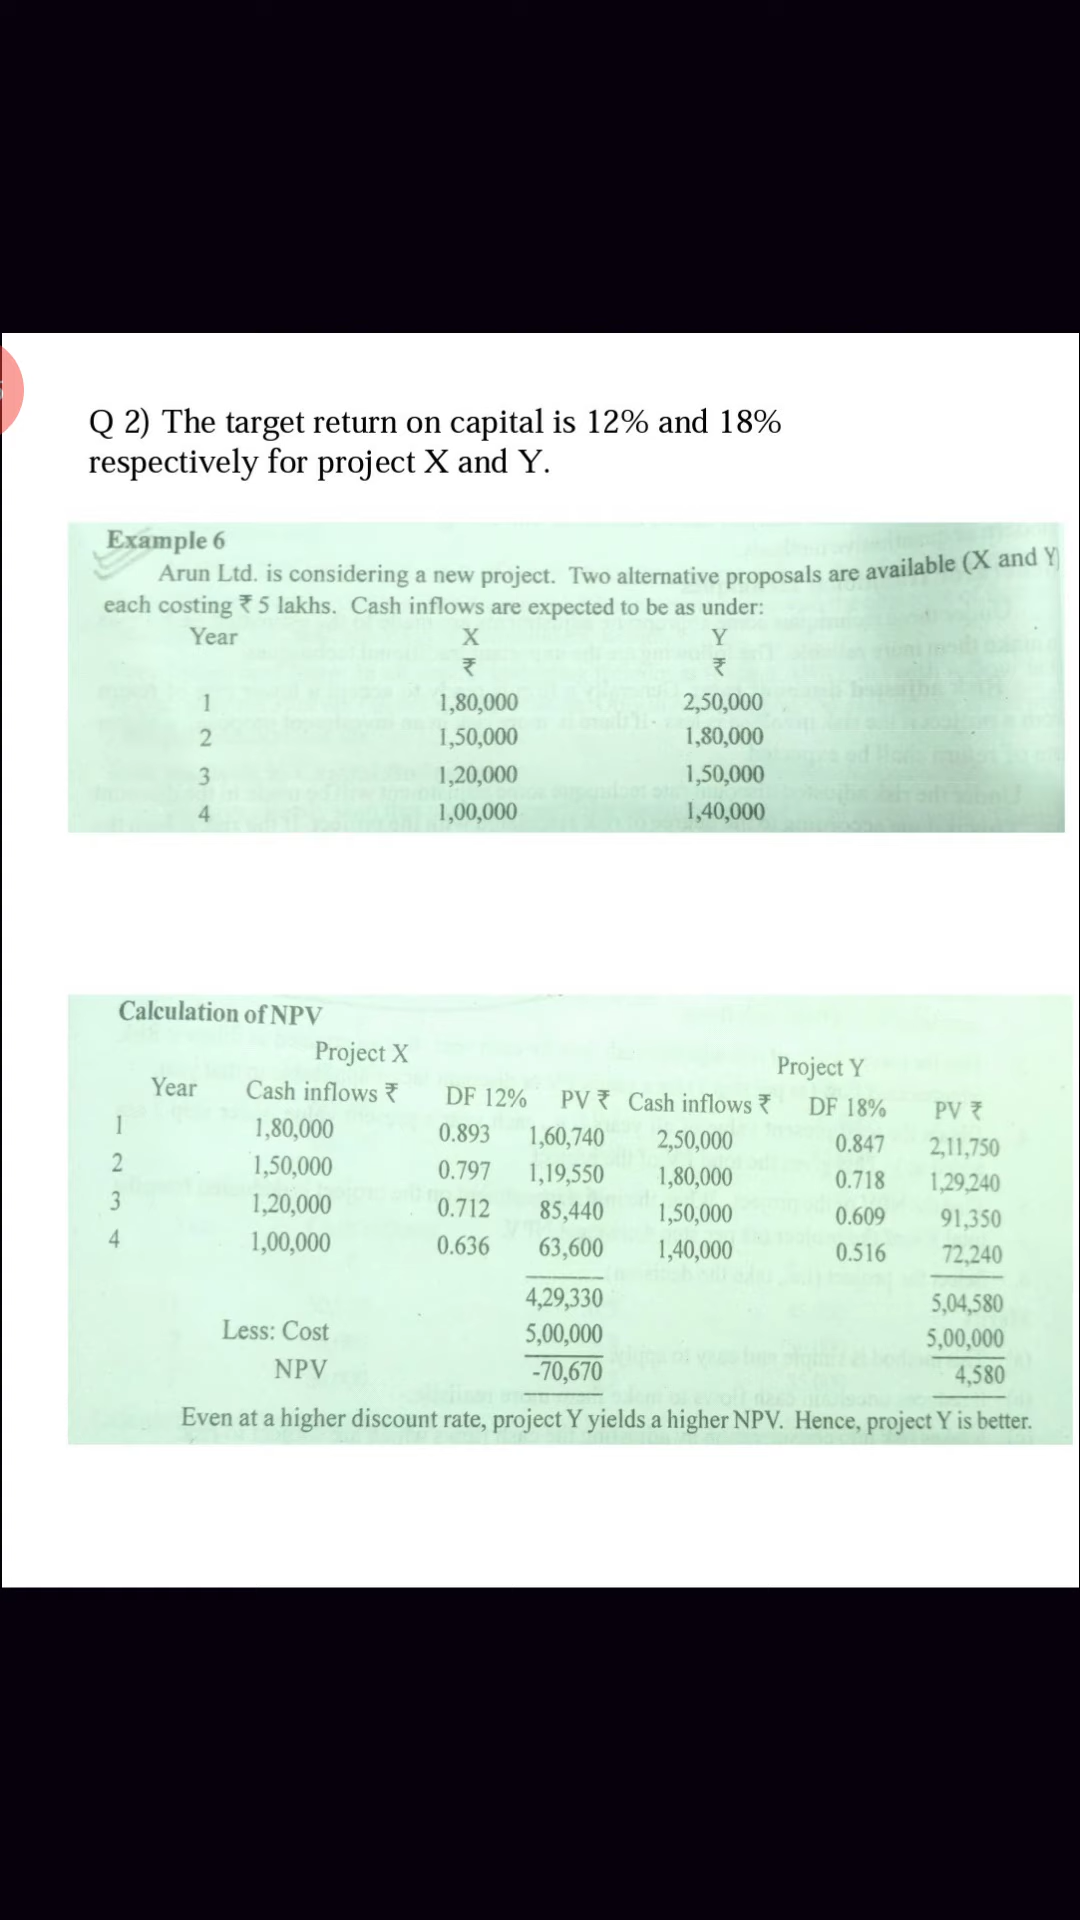 Q 2) The target return on capital is 12% and 18%
respectively for project X and Y.
Example 6
Arun Ltd. is considering a new project. Two alternative proposals are available (X and Y)
each costing ₹ 5 lakhs. Cash inflows are expected to be as under:
Year X Y
₹ ₹
1 1,80,000 2,50,000
2 1,50,000 1,80,000
3 1,20,000 1,50,000
4 1,00,000 1,40,000
Calculation of NPV
Project X Project Y
Year Cash inflows ₹ DF 12% PV ₹ Cash inflows ₹ DF 18% PV ₹
1 1,80,000 0.893 1,60,740 2,50,000 0.847 2,11,750
2 1,50,000 0.797 1,19,550 1,80,000 0.718 1,29,240
3 1,20,000 0.712 85,440 1,50,000 0.609 91,350
4 1,00,000 0.636 63,600 1,40,000 0.516 72,240
4,29,330 5,04,580
Less: Cost 5,00,000 5,00,000
NPV -70,670 4,580
Even at a higher discount rate, project Y yields a higher NPV. Hence, project Y is better.